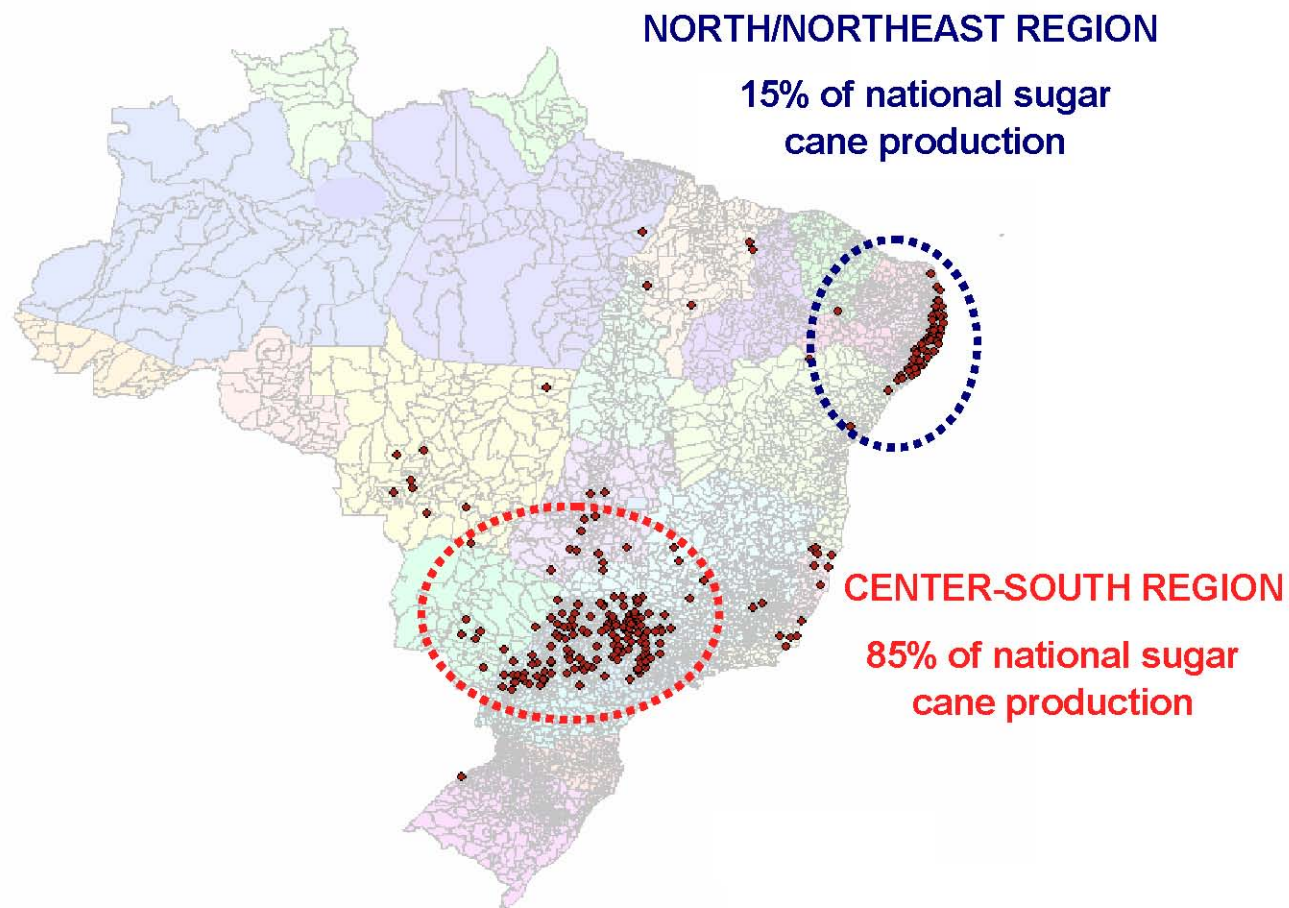 NORTH/NORTHEAST REGION
15% of national sugar
cane production
CENTER-SOUTH REGION
85% of national sugar
cane production